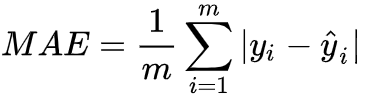 MAE = \frac{1}{m} \sum_{i=1}^{m} |y_i - \hat{y}_i|